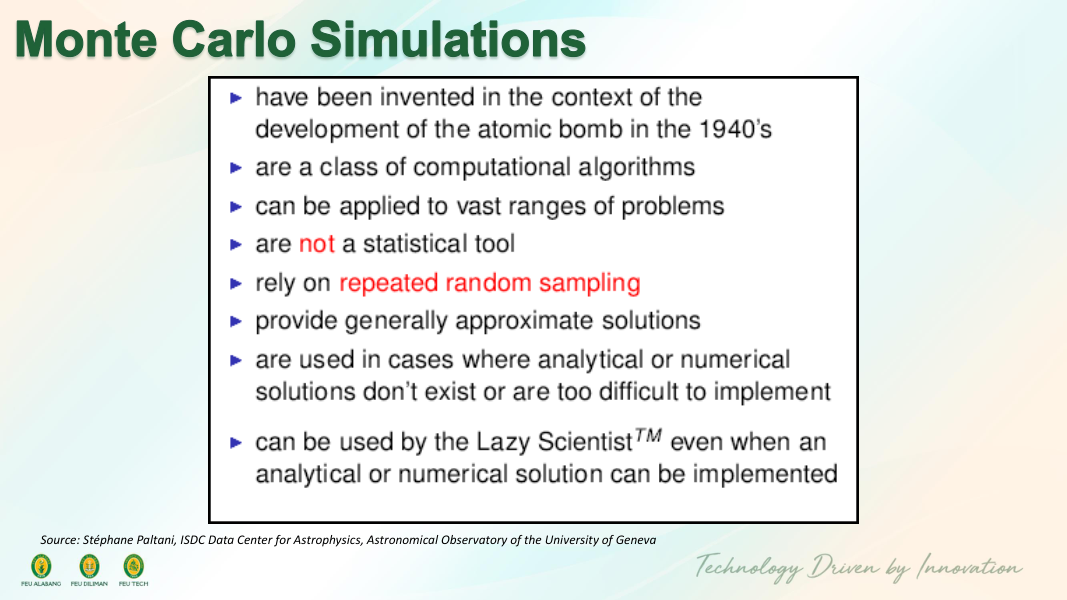 Monte Carlo Simulations
► have been invented in the context of the
development of the atomic bomb in the 1940's
► are a class of computational algorithms
► can be applied to vast ranges of problems
► are not a statistical tool
► rely on repeated random sampling
► provide generally approximate solutions
► are used in cases where analytical or numerical
solutions don't exist or are too difficult to implement
► can be used by the Lazy Scientist™ even when an
analytical or numerical solution can be implemented
Source: Stéphane Paltani, ISDC Data Center for Astrophysics, Astronomical Observatory of the University of Geneva
FEU ALABANG FEU DILIMAN FEU TECH
Technology Driven by Innovation